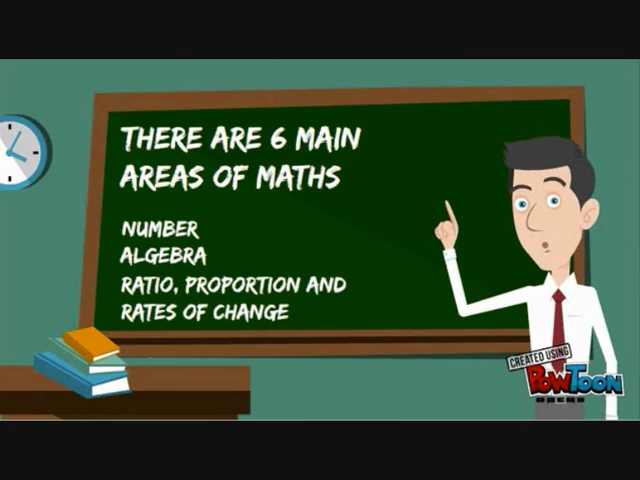 THERE ARE 6 MAIN
AREAS OF MATHS
NUMBER
ALGEBRA
RATIO, PROPORTION AND
RATES OF CHANGE
CREATED USING
POWTOON